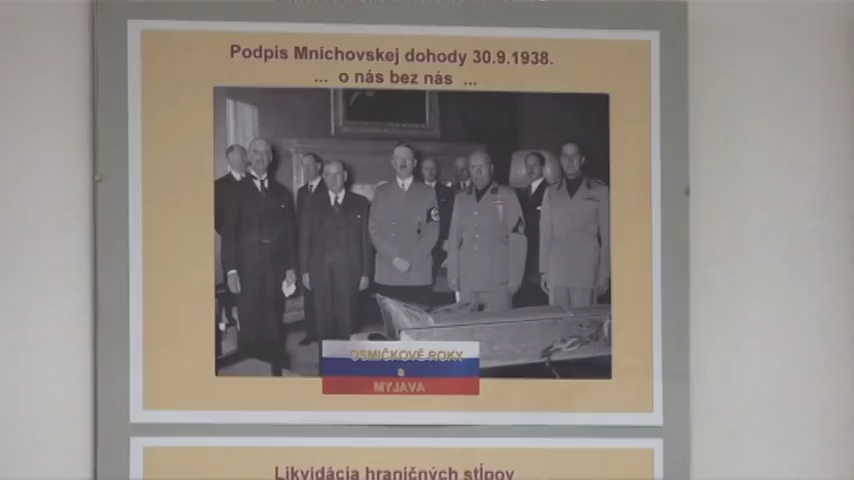 Podpis Mníchovskej dohody 30.9.1938.
... o nás bez nás ...
OSMIČKOVÉ ROKY
a
MYJAVA
Likvidácia hraničných stĺpov